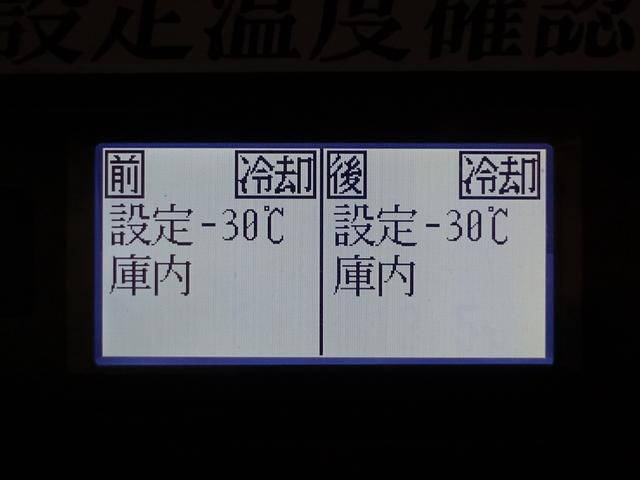 設定温度確認
前 冷却
設定-30℃
庫内
後 冷却
設定-30℃
庫内